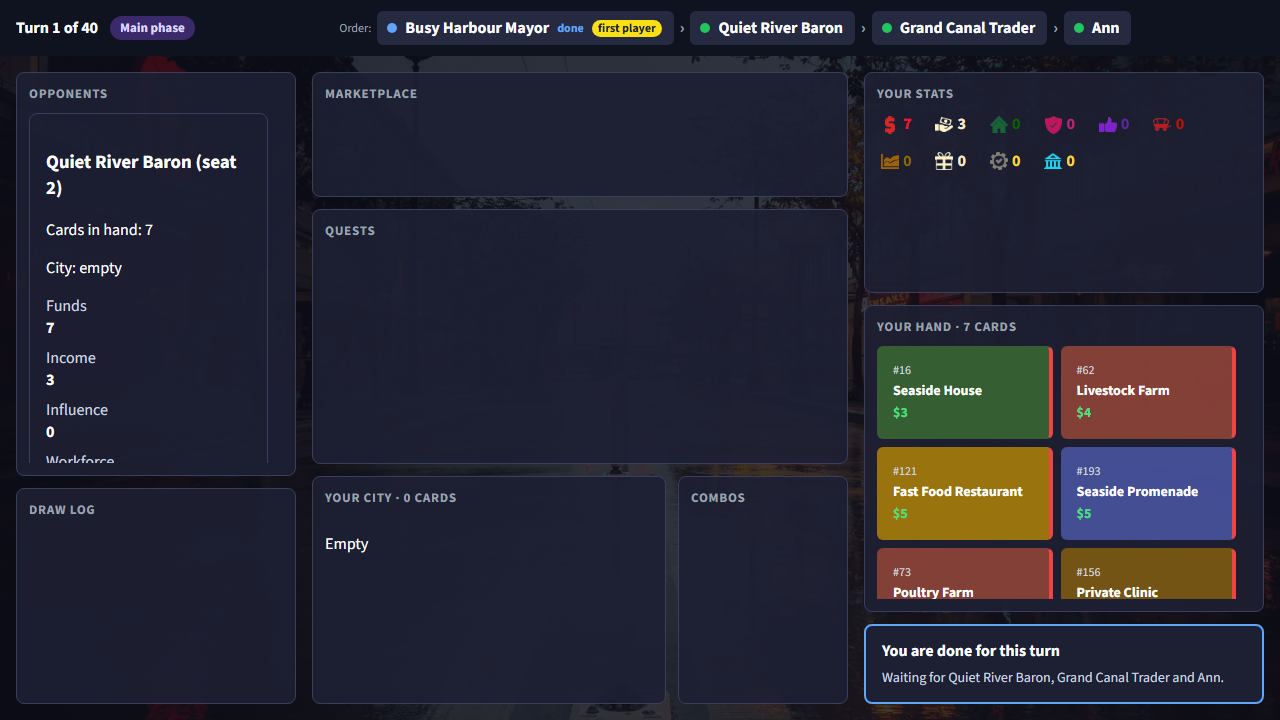 Turn 1 of 40 Main phase Order: Busy Harbour Mayor done first player › Quiet River Baron › Grand Canal Trader › Ann
OPPONENTS
Quiet River Baron (seat
2)
Cards in hand: 7
City: empty
Funds
7
Income
3
Influence
0
Workforce
DRAW LOG
MARKETPLACE
QUESTS
YOUR CITY · 0 CARDS
Empty
COMBOS
YOUR STATS
7 3 0 0 0 0
0 0 0 0
YOUR HAND · 7 CARDS
#16
Seaside House
$3
#62
Livestock Farm
$4
#121
Fast Food Restaurant
$5
#193
Seaside Promenade
$5
#73
Poultry Farm
#156
Private Clinic
You are done for this turn
Waiting for Quiet River Baron, Grand Canal Trader and Ann.